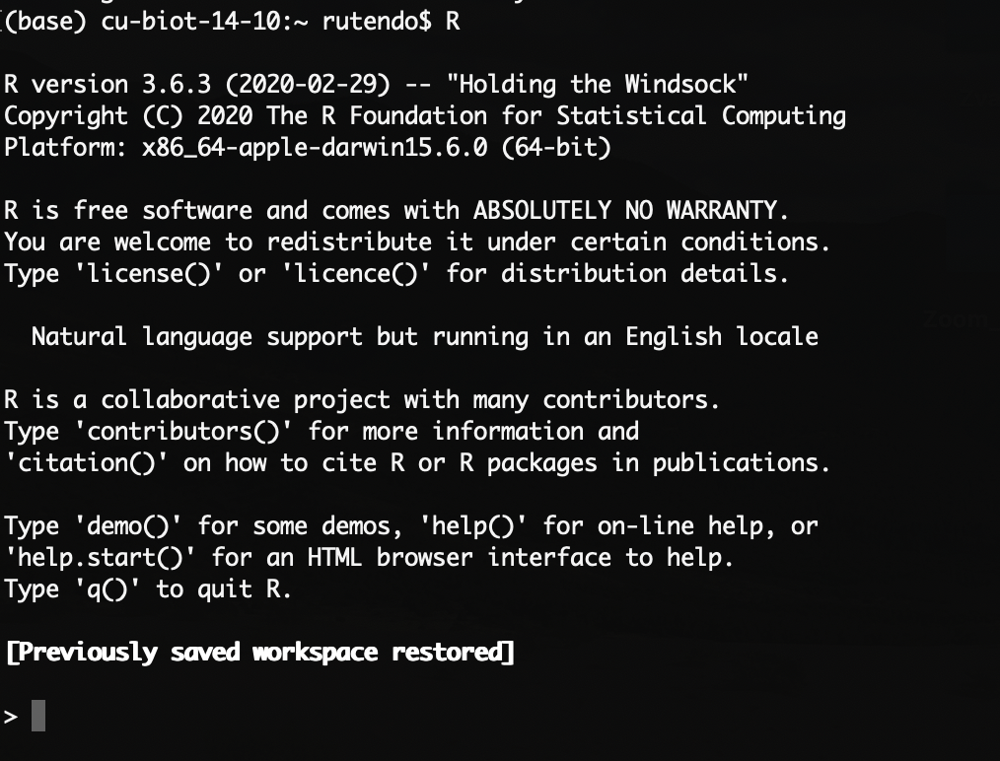 (base) cu-biot-14-10:~ rutendo$ R
R version 3.6.3 (2020-02-29) -- "Holding the Windsock"
Copyright (C) 2020 The R Foundation for Statistical Computing
Platform: x86_64-apple-darwin15.6.0 (64-bit)
R is free software and comes with ABSOLUTELY NO WARRANTY.
You are welcome to redistribute it under certain conditions.
Type 'license()' or 'licence()' for distribution details.
Natural language support but running in an English locale
R is a collaborative project with many contributors.
Type 'contributors()' for more information and
'citation()' on how to cite R or R packages in publications.
Type 'demo()' for some demos, 'help()' for on-line help, or
'help.start()' for an HTML browser interface to help.
Type 'q()' to quit R.
[Previously saved workspace restored]
>